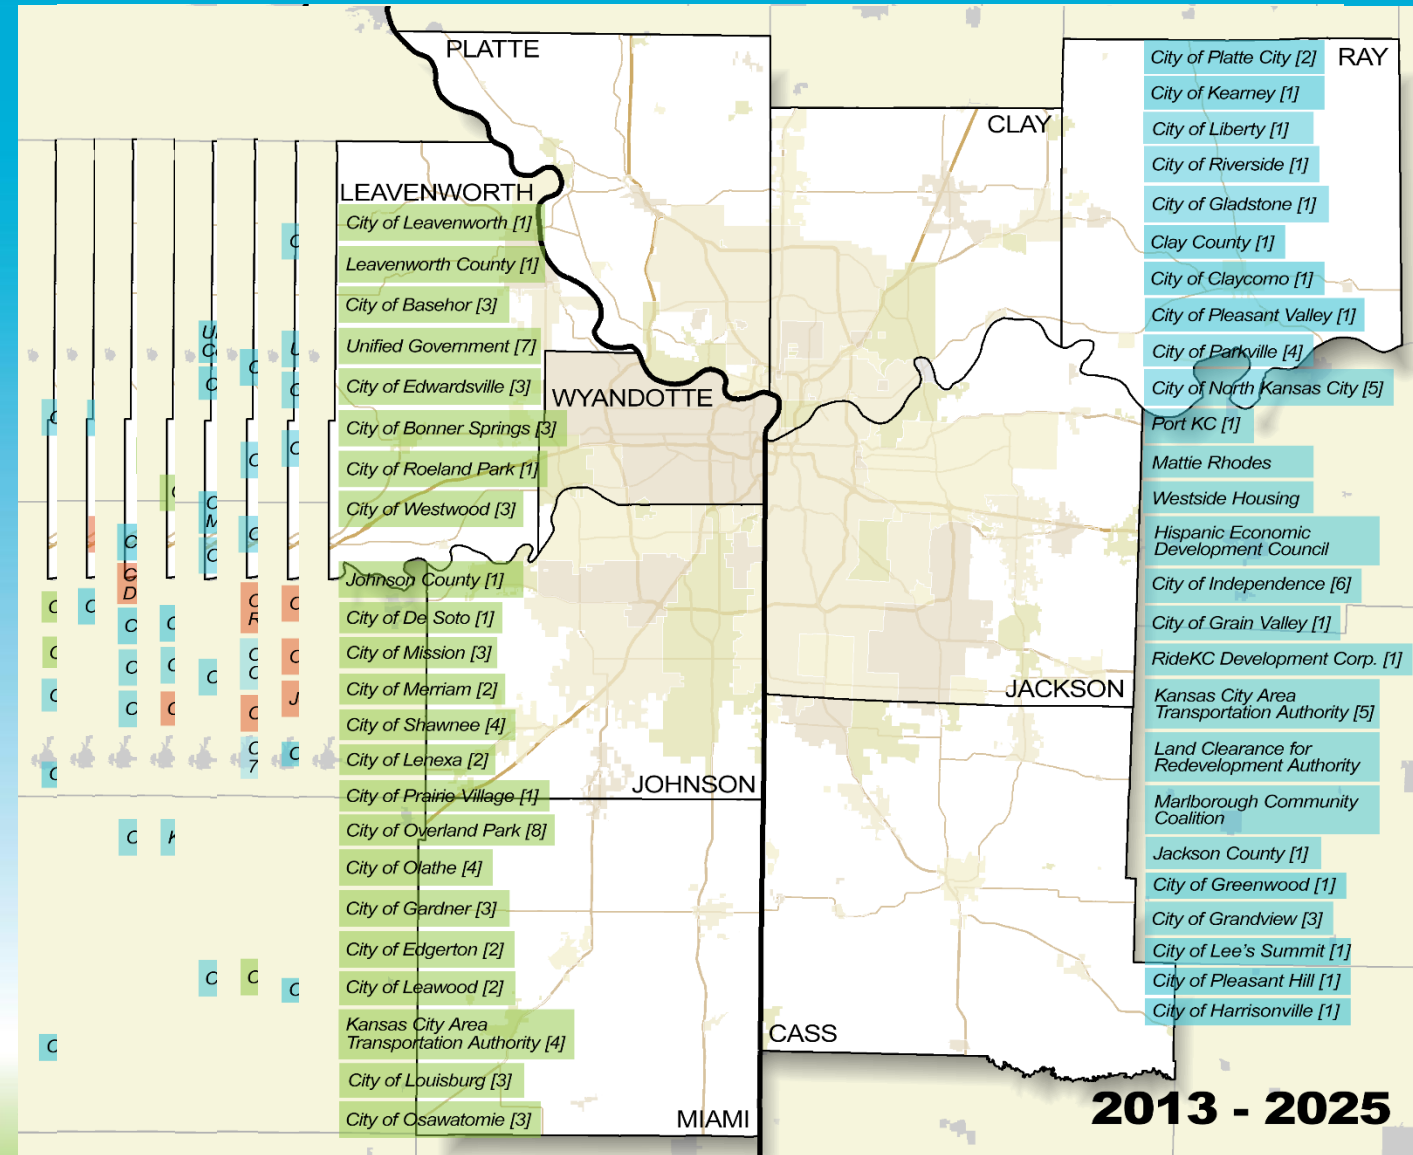 PLATTE
CLAY
RAY
LEAVENWORTH
WYANDOTTE
JOHNSON
JACKSON
CASS
MIAMI
City of Leavenworth [1]
Leavenworth County [1]
City of Basehor [3]
Unified Government [7]
City of Edwardsville [3]
City of Bonner Springs [3]
City of Roeland Park [1]
City of Westwood [3]
Johnson County [1]
City of De Soto [1]
City of Mission [3]
City of Merriam [2]
City of Shawnee [4]
City of Lenexa [2]
City of Prairie Village [1]
City of Overland Park [8]
City of Olathe [4]
City of Gardner [3]
City of Edgerton [2]
City of Leawood [2]
Kansas City Area
Transportation Authority [4]
City of Louisburg [3]
City of Osawatomie [3]
City of Platte City [2]
City of Kearney [1]
City of Liberty [1]
City of Riverside [1]
City of Gladstone [1]
Clay County [1]
City of Claycomo [1]
City of Pleasant Valley [1]
City of Parkville [4]
City of North Kansas City [5]
Port KC [1]
Mattie Rhodes
Westside Housing
Hispanic Economic
Development Council
City of Independence [6]
City of Grain Valley [1]
RideKC Development Corp. [1]
Kansas City Area
Transportation Authority [5]
Land Clearance for
Redevelopment Authority
Marlborough Community
Coalition
Jackson County [1]
City of Greenwood [1]
City of Grandview [3]
City of Lee's Summit [1]
City of Pleasant Hill [1]
City of Harrisonville [1]
2013 - 2025